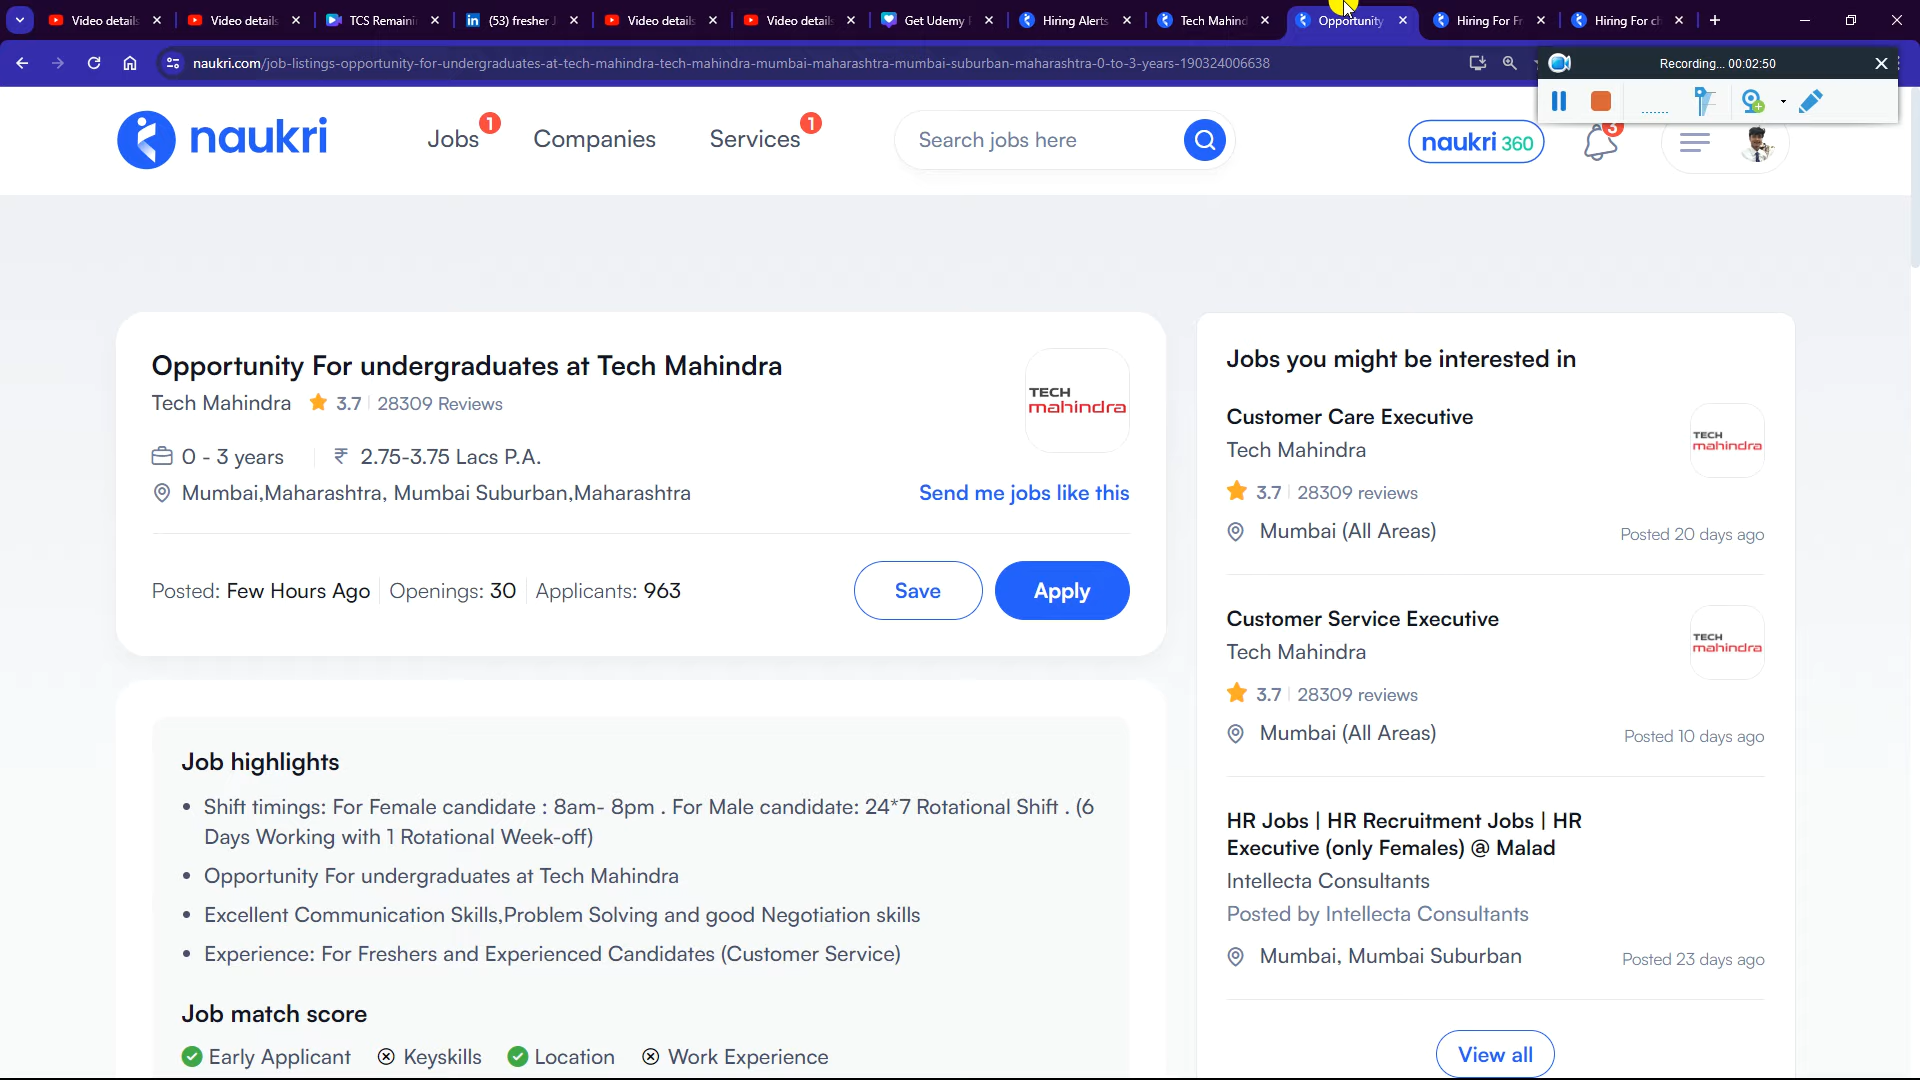 Video details
Video details
TCS Remaini
(53) fresher J
Video details
Video details
Get Udemy
Hiring Alerts
Tech Mahind
Opportunity
Hiring For Fr
Hiring For ch
naukri.com/job-listings-opportunity-for-undergraduates-at-tech-mahindra-tech-mahindra-mumbai-maharashtra-mumbai-suburban-maharashtra-0-to-3-years-190324006638
Recording... 00:02:50
naukri
Jobs 1
Companies
Services 1
Search jobs here
naukri 360
3
Opportunity For undergraduates at Tech Mahindra
Tech Mahindra 3.7 28309 Reviews
TECH
mahindra
0 - 3 years ₹ 2.75-3.75 Lacs P.A.
Mumbai,Maharashtra, Mumbai Suburban,Maharashtra
Send me jobs like this
Posted: Few Hours Ago Openings: 30 Applicants: 963
Save
Apply
Job highlights
• Shift timings: For Female candidate : 8am- 8pm . For Male candidate: 24*7 Rotational Shift . (6
Days Working with 1 Rotational Week-off)
• Opportunity For undergraduates at Tech Mahindra
• Excellent Communication Skills,Problem Solving and good Negotiation skills
• Experience: For Freshers and Experienced Candidates (Customer Service)
Job match score
Early Applicant Keyskills Location Work Experience
Jobs you might be interested in
Customer Care Executive
Tech Mahindra
TECH
mahindra
3.7 28309 reviews
Mumbai (All Areas)
Posted 20 days ago
Customer Service Executive
Tech Mahindra
TECH
mahindra
3.7 28309 reviews
Mumbai (All Areas)
Posted 10 days ago
HR Jobs | HR Recruitment Jobs | HR
Executive (only Females) @ Malad
Intellecta Consultants
Posted by Intellecta Consultants
Mumbai, Mumbai Suburban
Posted 23 days ago
View all